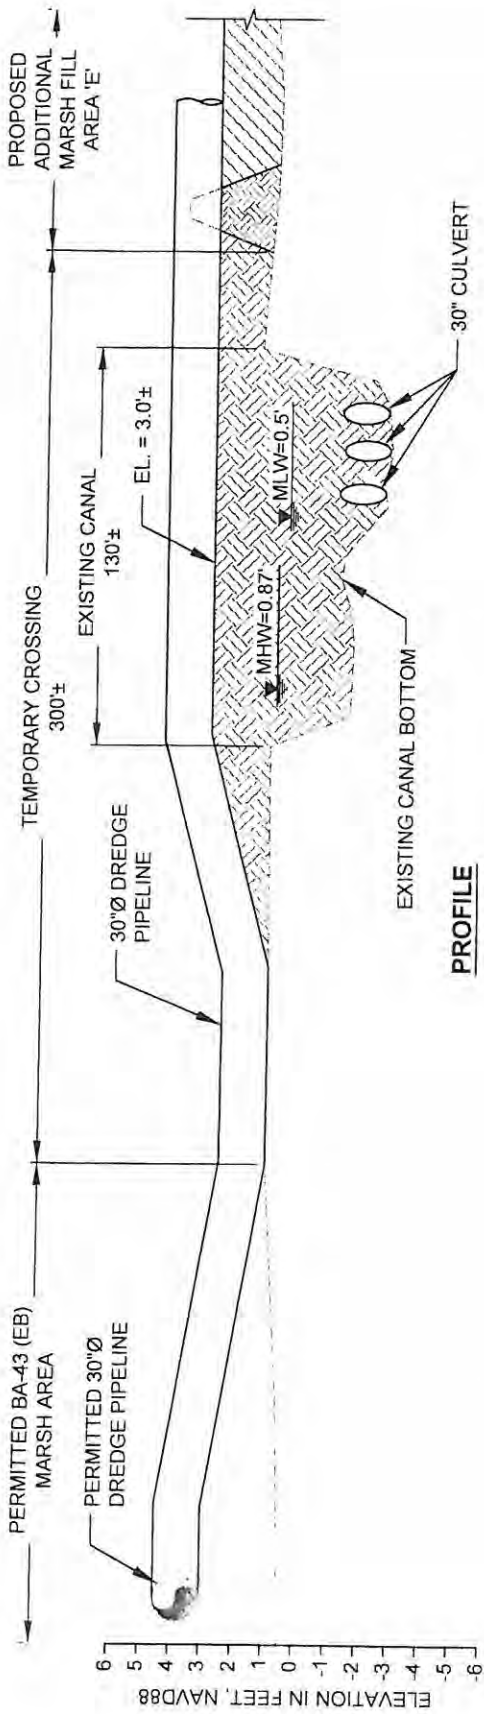 PERMITTED BA-43 (EB)
MARSH AREA
TEMPORARY CROSSING
300'±
PROPOSED
ADDITIONAL
MARSH FILL
AREA 'E'
EXISTING CANAL
130'±
PERMITTED 30"Ø
DREDGE PIPELINE
30"Ø DREDGE
PIPELINE
EL. = 3.0'±
MHW=0.87'
MLW=0.5'
30" CULVERT
EXISTING CANAL BOTTOM
PROFILE
ELEVATION IN FEET, NAVD88
6
5
4
3
2
1
0
-1
-2
-3
-4
-5
-6